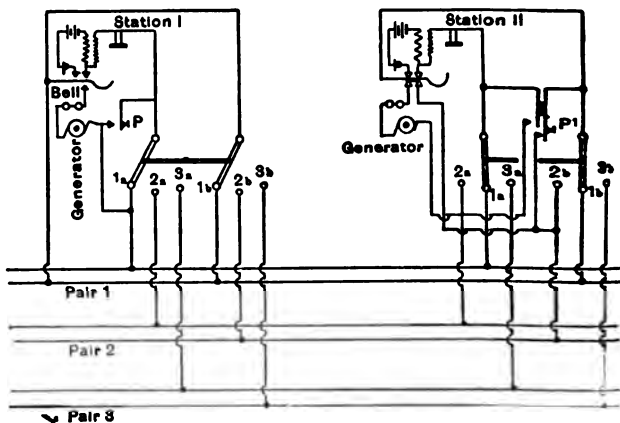 Station I
Bell
Generator
P
1a
2a
3a
1b
2b
3b
Station II
Generator
P1
2a
1a
3a
2b
1b
3b
Pair 1
Pair 2
Pair 3